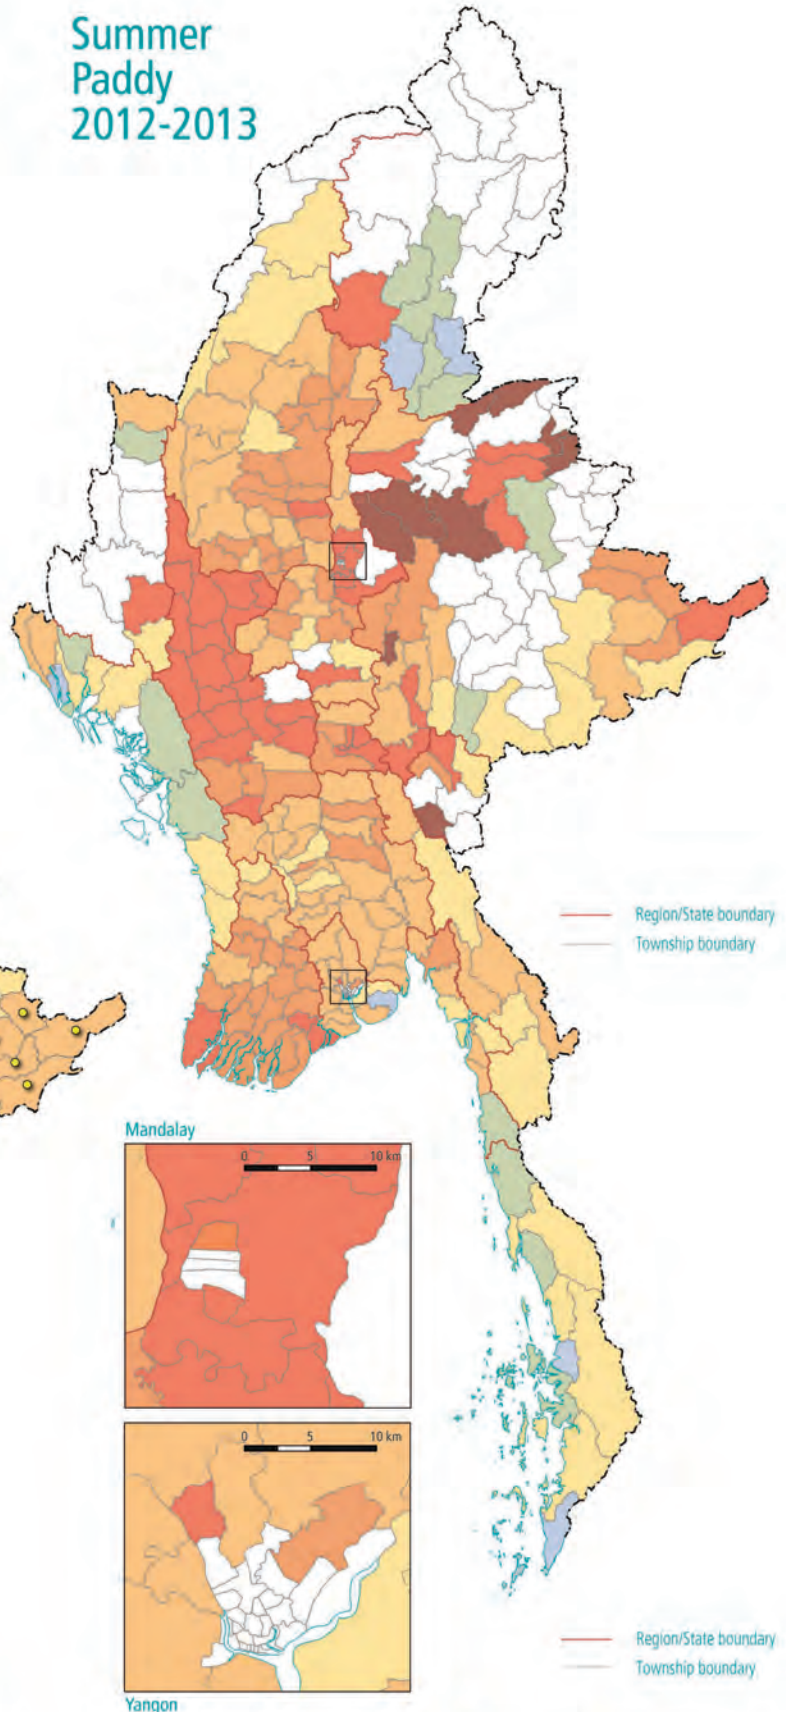 Summer
Paddy
2012-2013
Region/State boundary
Township boundary
Mandalay
0 5 10 km
0 5 10 km
Yangon
Region/State boundary
Township boundary